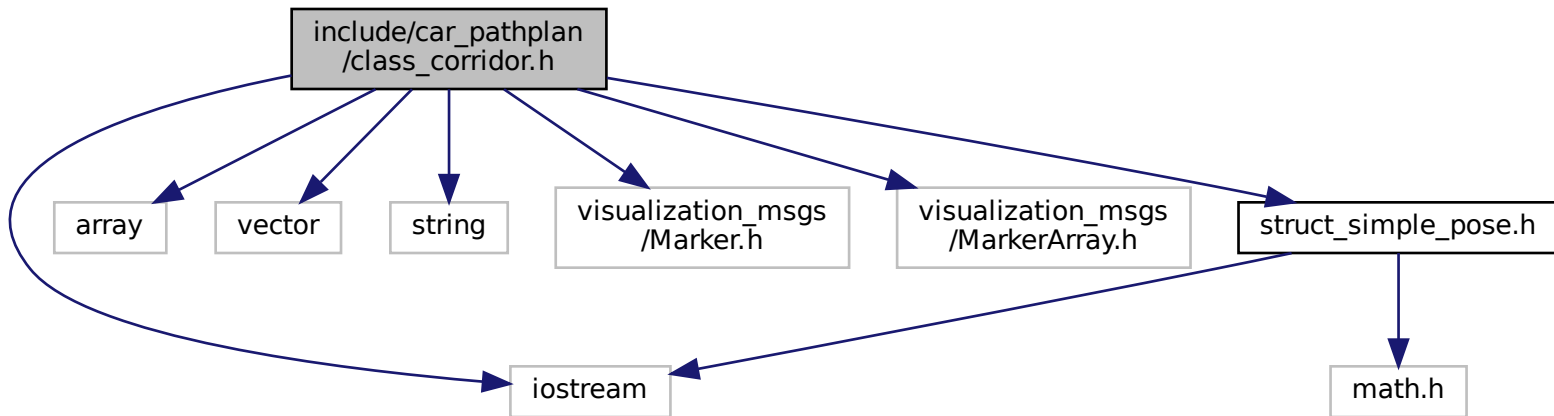 include/car_pathplan
/class_corridor.h
array
vector
string
visualization_msgs
/Marker.h
visualization_msgs
/MarkerArray.h
struct_simple_pose.h
iostream
math.h